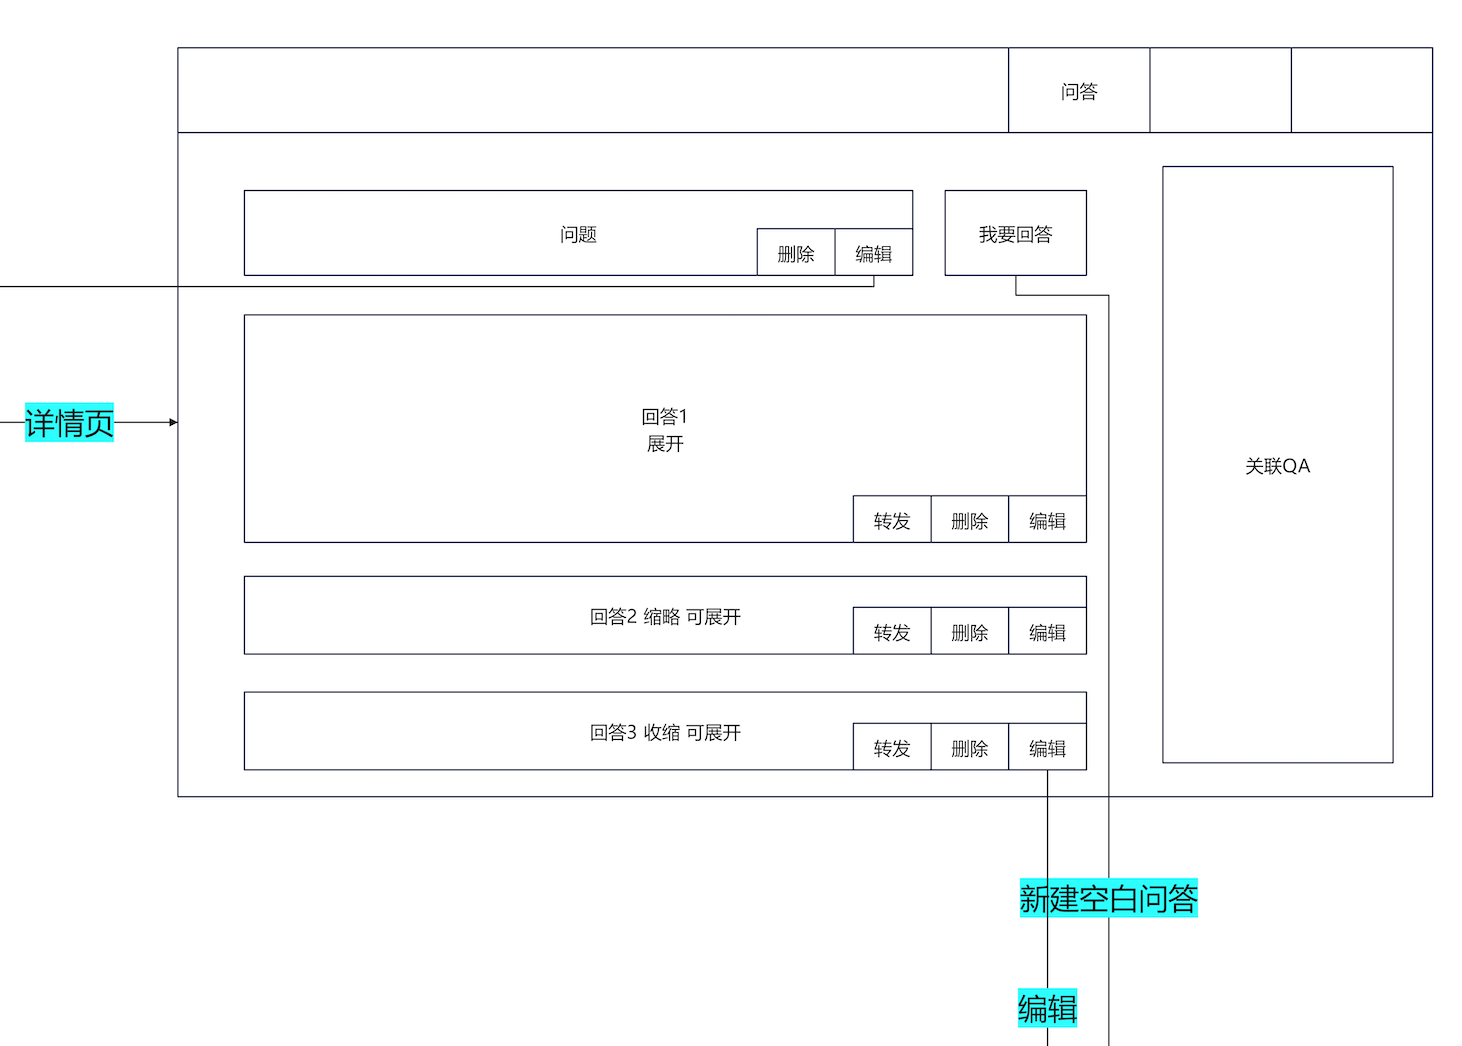 问答
问题
删除
编辑
我要回答
详情页
回答1
展开
转发
删除
编辑
关联QA
回答2 缩略 可展开
转发
删除
编辑
回答3 收缩 可展开
转发
删除
编辑
新建空白问答
编辑